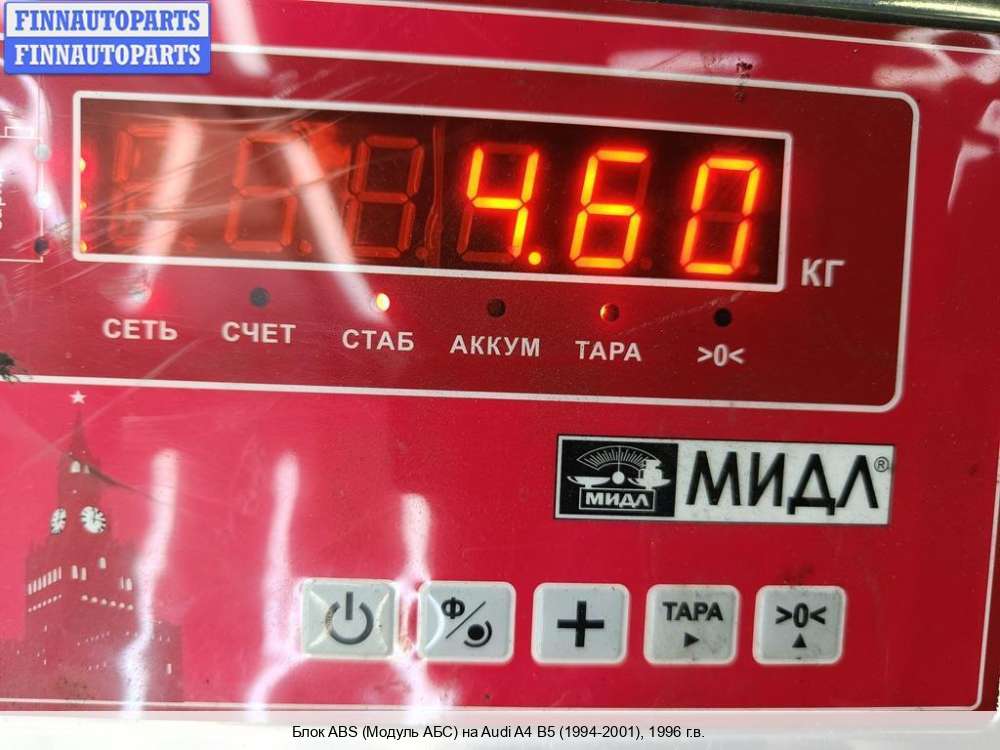 FINNAUTOPARTS
FINNAUTOPARTS
4.60
КГ
СЕТЬ СЧЕТ СТАБ АККУМ ТАРА >0<
МИДЛ
МИДЛ®
Ф
ТАРА >0<
Блок ABS (Модуль АБС) на Audi A4 B5 (1994-2001), 1996 г.в.